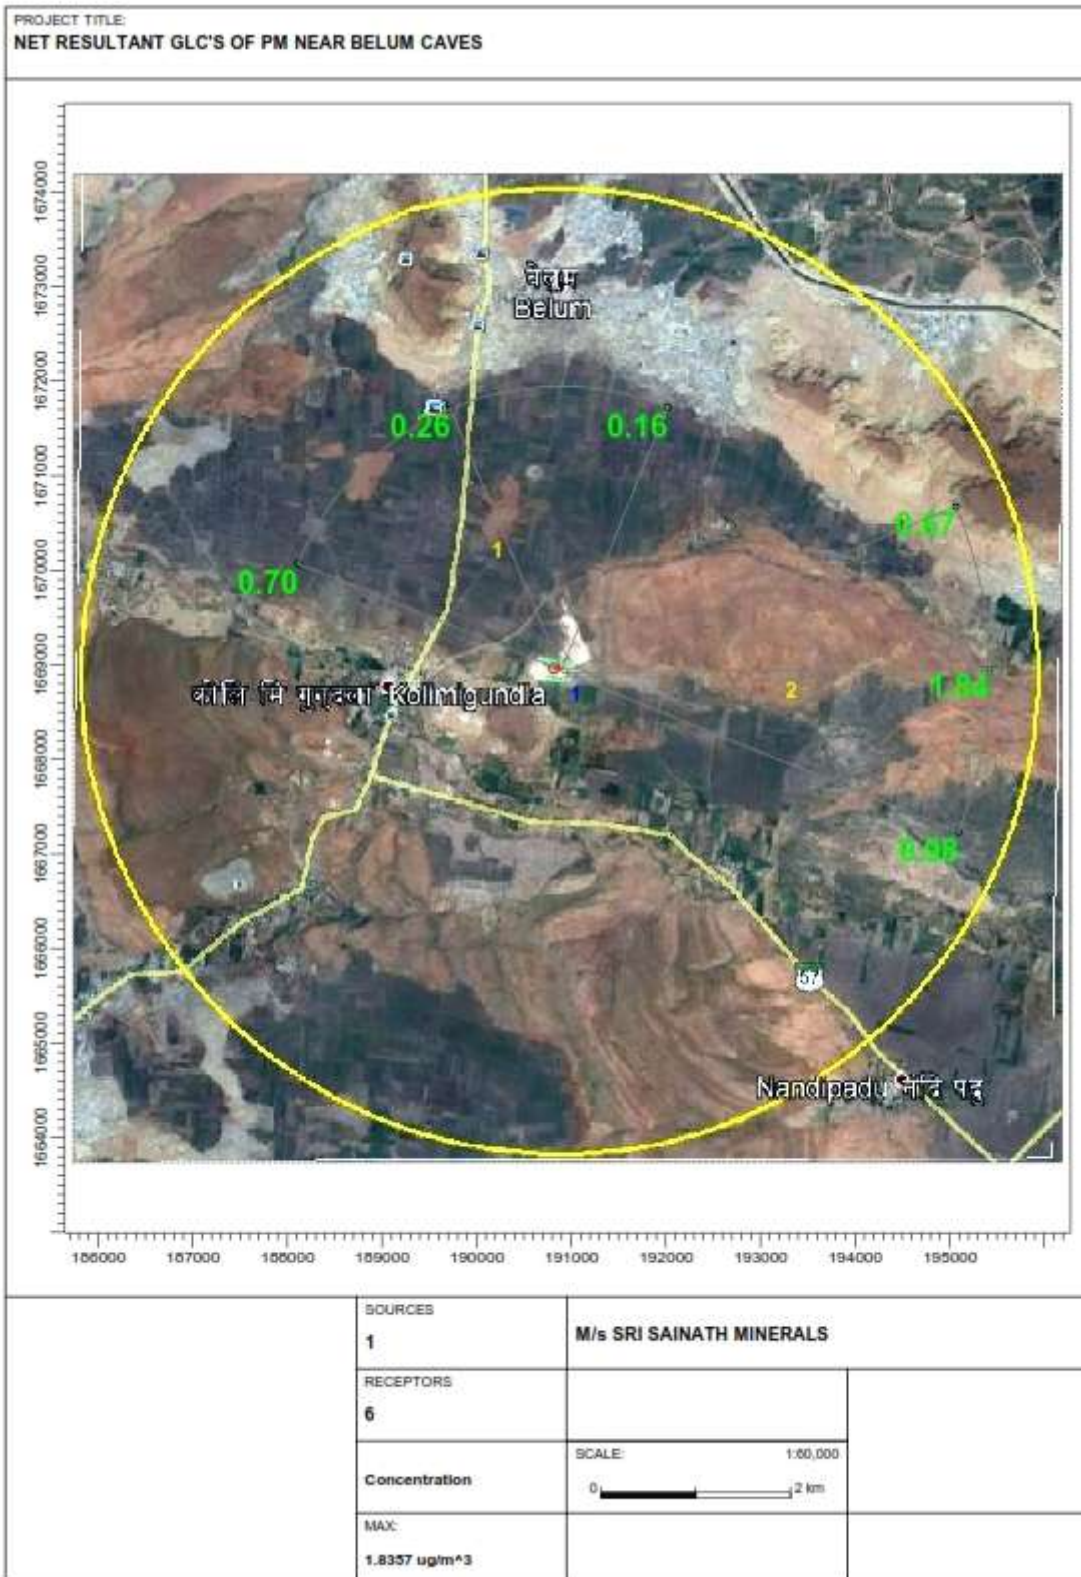 PROJECT TITLE:
NET RESULTANT GLC'S OF PM NEAR BELUM CAVES
1674000
1673000
1672000
1671000
1670000
1669000
1668000
1667000
1666000
1665000
1664000
Belum
0.26
0.16
0.67
1
0.70
Kolimigundla
1
2
1.84
0.98
57
Nandipadu
186000 187000 188000 189000 190000 191000 192000 193000 194000 195000
SOURCES
1
M/s SRI SAINATH MINERALS
RECEPTORS
6
Concentration
SCALE: 1:60,000
0 2 km
MAX:
1.8357 ug/m^3